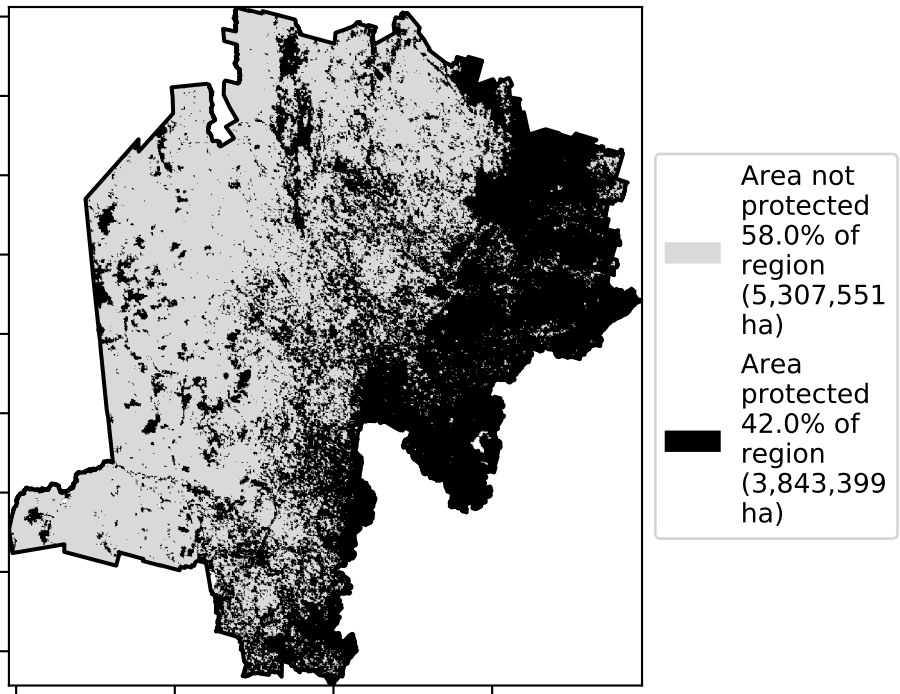 Area not
protected
58.0% of
region
(5,307,551
ha)
Area
protected
42.0% of
region
(3,843,399
ha)